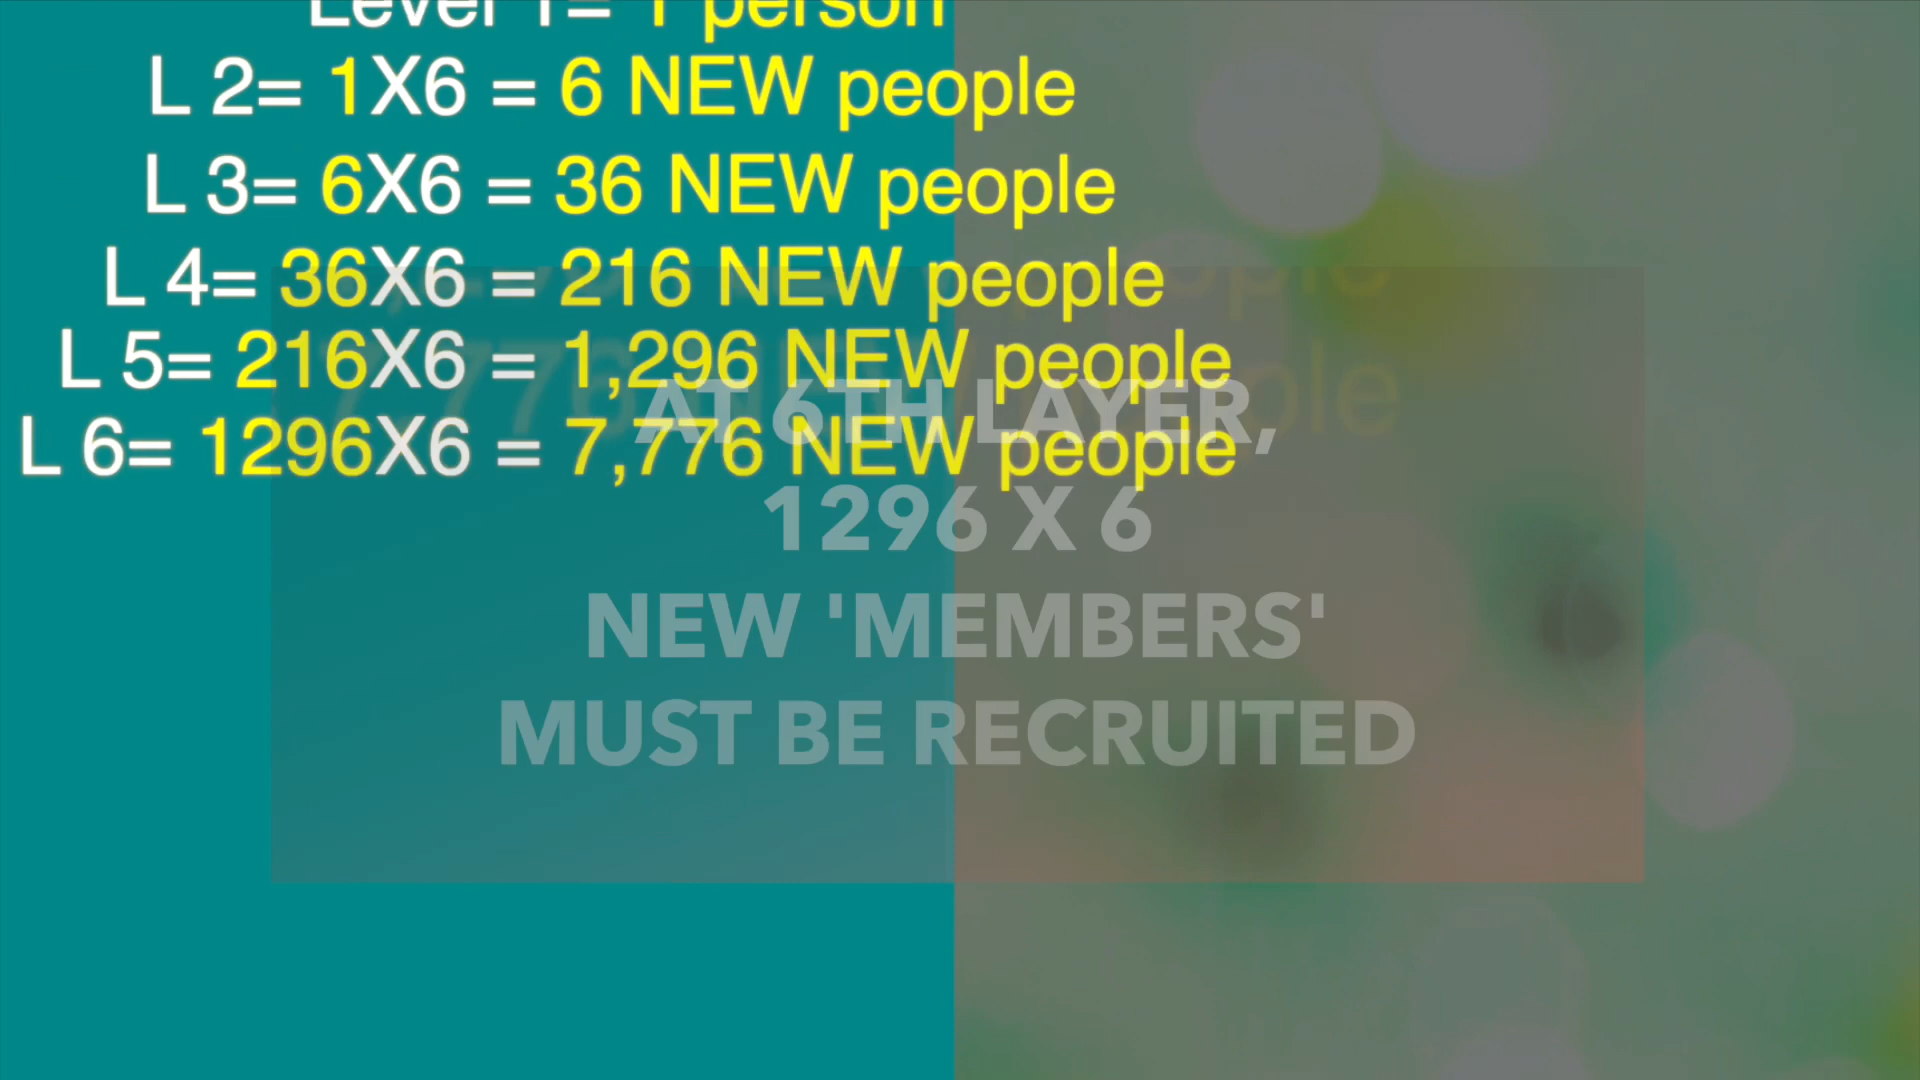 Level 1= 1 person
L 2= 1X6 = 6 NEW people
L 3= 6X6 = 36 NEW people
L 4= 36X6 = 216 NEW people
L 5= 216X6 = 1,296 NEW people
L 6= 1296X6 = 7,776 NEW people
AT 6TH LAYER,
1296 X 6
NEW 'MEMBERS'
MUST BE RECRUITED